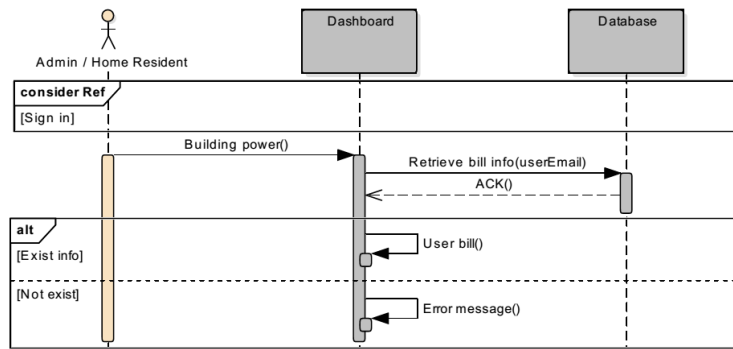 Dashboard
Database
Admin / Home Resident
consider Ref
[Sign in]
Building power()
Retrieve bill info(userEmail)
ACK()
alt
[Exist info]
User bill()
[Not exist]
Error message()